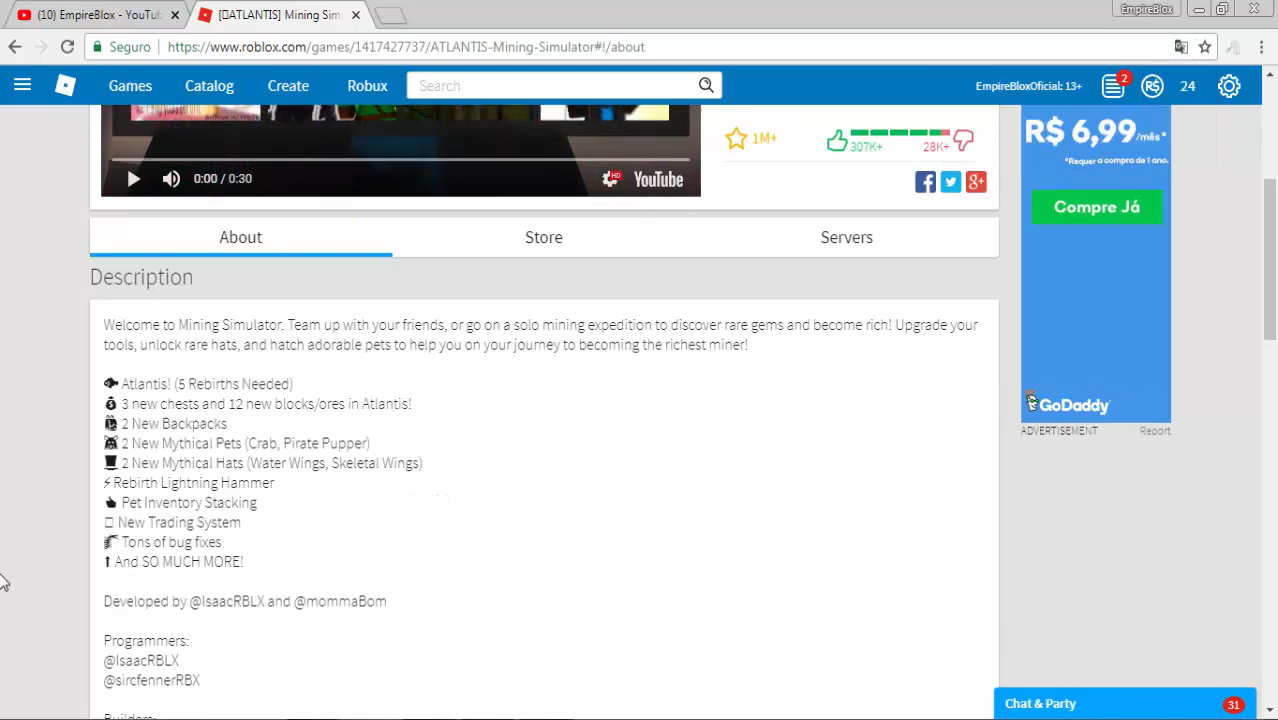 (10) EmpireBlox - YouTube
[▯ATLANTIS] Mining Sim
EmpireBlox
Seguro
https://www.roblox.com/games/1417427737/ATLANTIS-Mining-Simulator#!/about
Games Catalog Create Robux Search EmpireBloxOficial: 13+ 2 R$ 24
1M+ 307K+ 28K+
0:00 / 0:30 HD YouTube
R$ 6,99/mês*
*Requer a compra de 1 ano.
Compre Já
GoDaddy
ADVERTISEMENT Report
About Store Servers
Description
Welcome to Mining Simulator. Team up with your friends, or go on a solo mining expedition to discover rare gems and become rich! Upgrade your
tools, unlock rare hats, and hatch adorable pets to help you on your journey to becoming the richest miner!
Atlantis! (5 Rebirths Needed)
3 new chests and 12 new blocks/ores in Atlantis!
2 New Backpacks
2 New Mythical Pets (Crab, Pirate Pupper)
2 New Mythical Hats (Water Wings, Skeletal Wings)
⚡Rebirth Lightning Hammer
Pet Inventory Stacking
New Trading System
Tons of bug fixes
And SO MUCH MORE!
Developed by @IsaacRBLX and @mommaBom
Programmers:
@IsaacRBLX
@sircfennerRBX
Builders:
Chat & Party 31